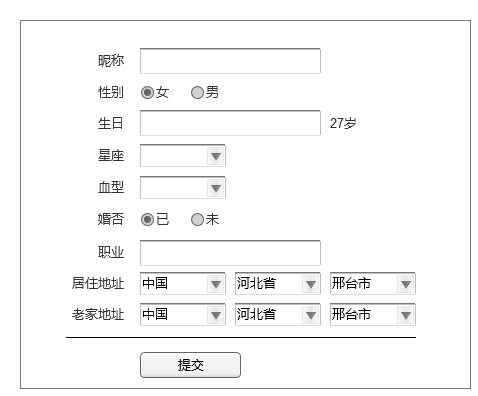 昵称
性别 女 男
生日 27岁
星座
血型
婚否 已 未
职业
居住地址 中国 河北省 邢台市
老家地址 中国 河北省 邢台市
提交